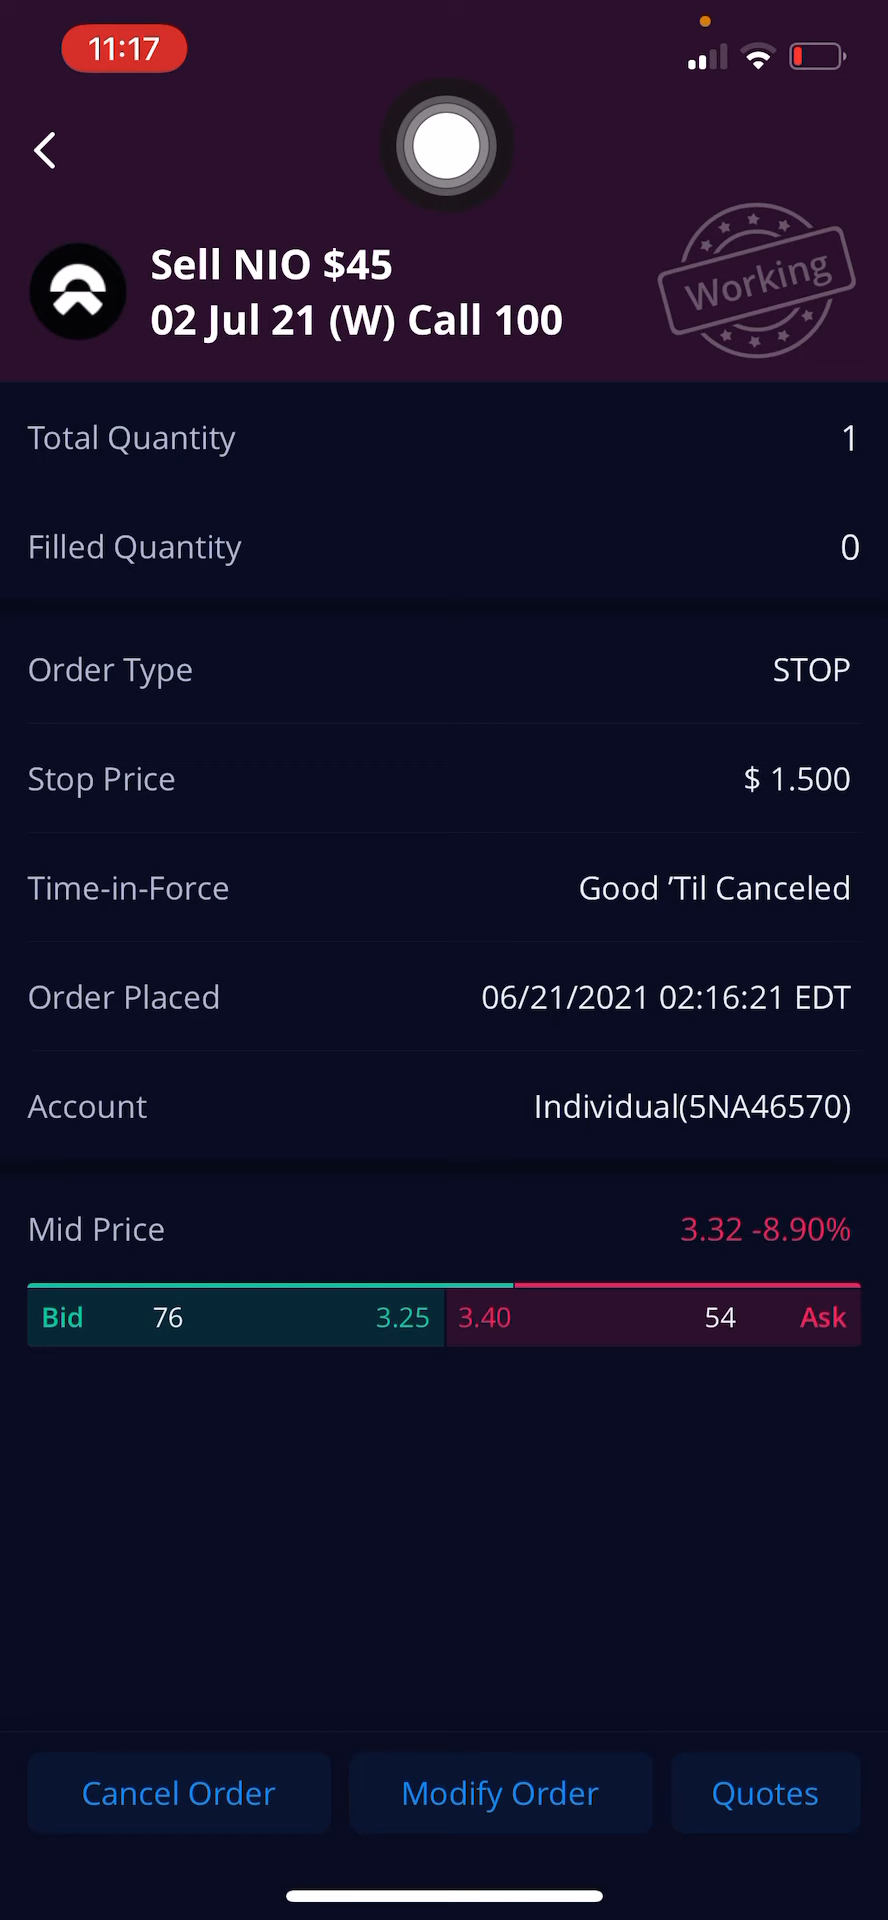 11:17
Sell NIO $45
02 Jul 21 (W) Call 100
Working
Total Quantity 1
Filled Quantity 0
Order Type STOP
Stop Price $ 1.500
Time-in-Force Good ’Til Canceled
Order Placed 06/21/2021 02:16:21 EDT
Account Individual(5NA46570)
Mid Price 3.32 -8.90%
Bid 76 3.25 3.40 54 Ask
Cancel Order Modify Order Quotes